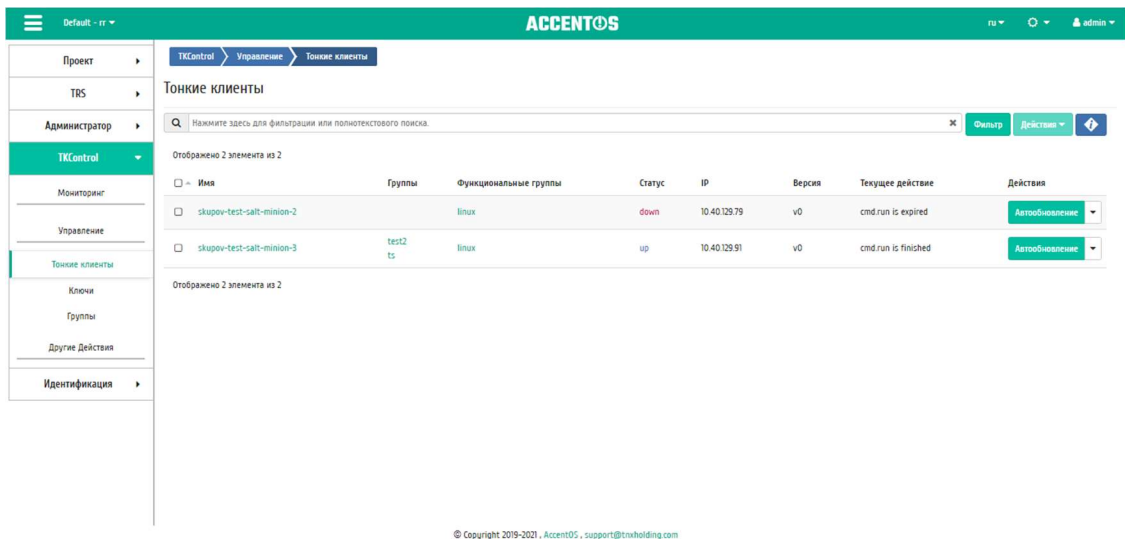 Default - rr
ACCENTOS
ru
admin
Проект
TRS
Администратор
TKControl
Мониторинг
Управление
Тонкие клиенты
Ключи
Группы
Другие Действия
Идентификация
TKControl Управление Тонкие клиенты
Тонкие клиенты
Нажмите здесь для фильтрации или полнотекстового поиска.
Фильтр
Действия
Отображено 2 элемента из 2
Имя Группы Функциональные группы Статус IP Версия Текущее действие Действия
skupov-test-salt-minion-2 linux down 10.40.129.79 v0 cmd.run is expired Автообновление
skupov-test-salt-minion-3 test2 linux up 10.40.129.91 v0 cmd.run is finished Автообновление
ts
Отображено 2 элемента из 2
© Copyright 2019-2021 , AccentOS , support@tnxholding.com